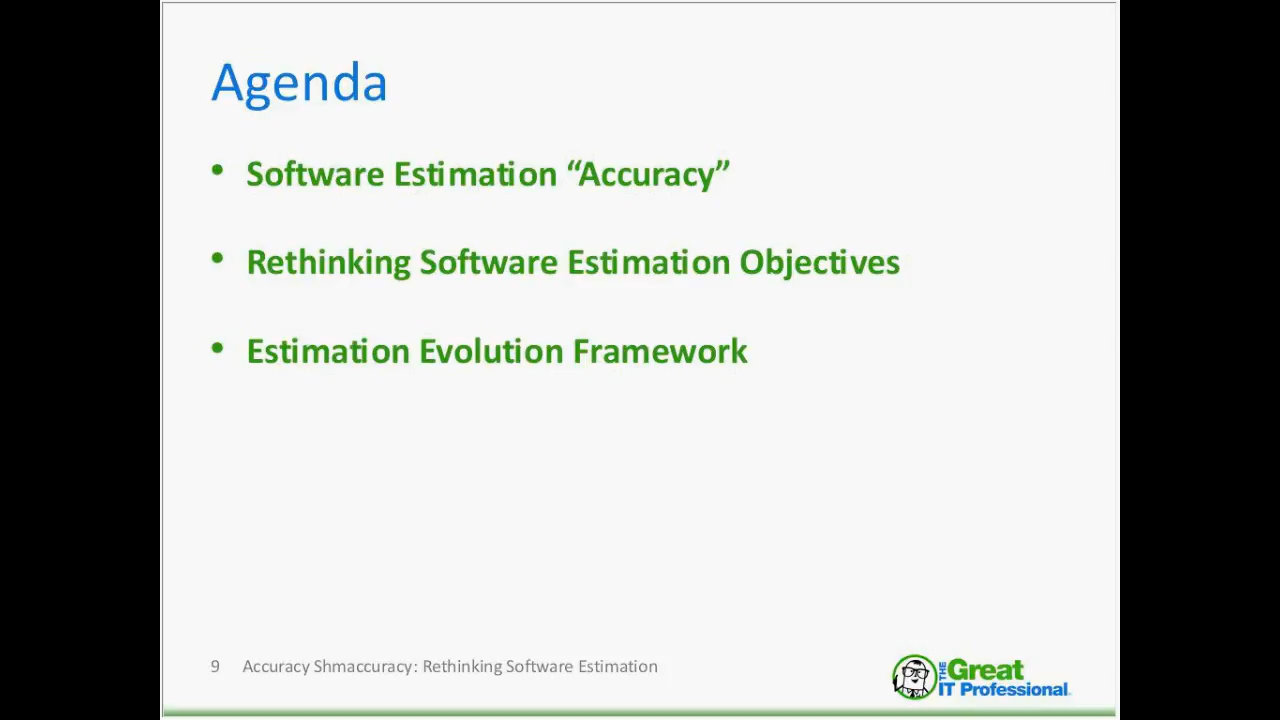 Agenda
• Software Estimation “Accuracy”
• Rethinking Software Estimation Objectives
• Estimation Evolution Framework
9 Accuracy Shmaccuracy: Rethinking Software Estimation
THE Great
IT Professional